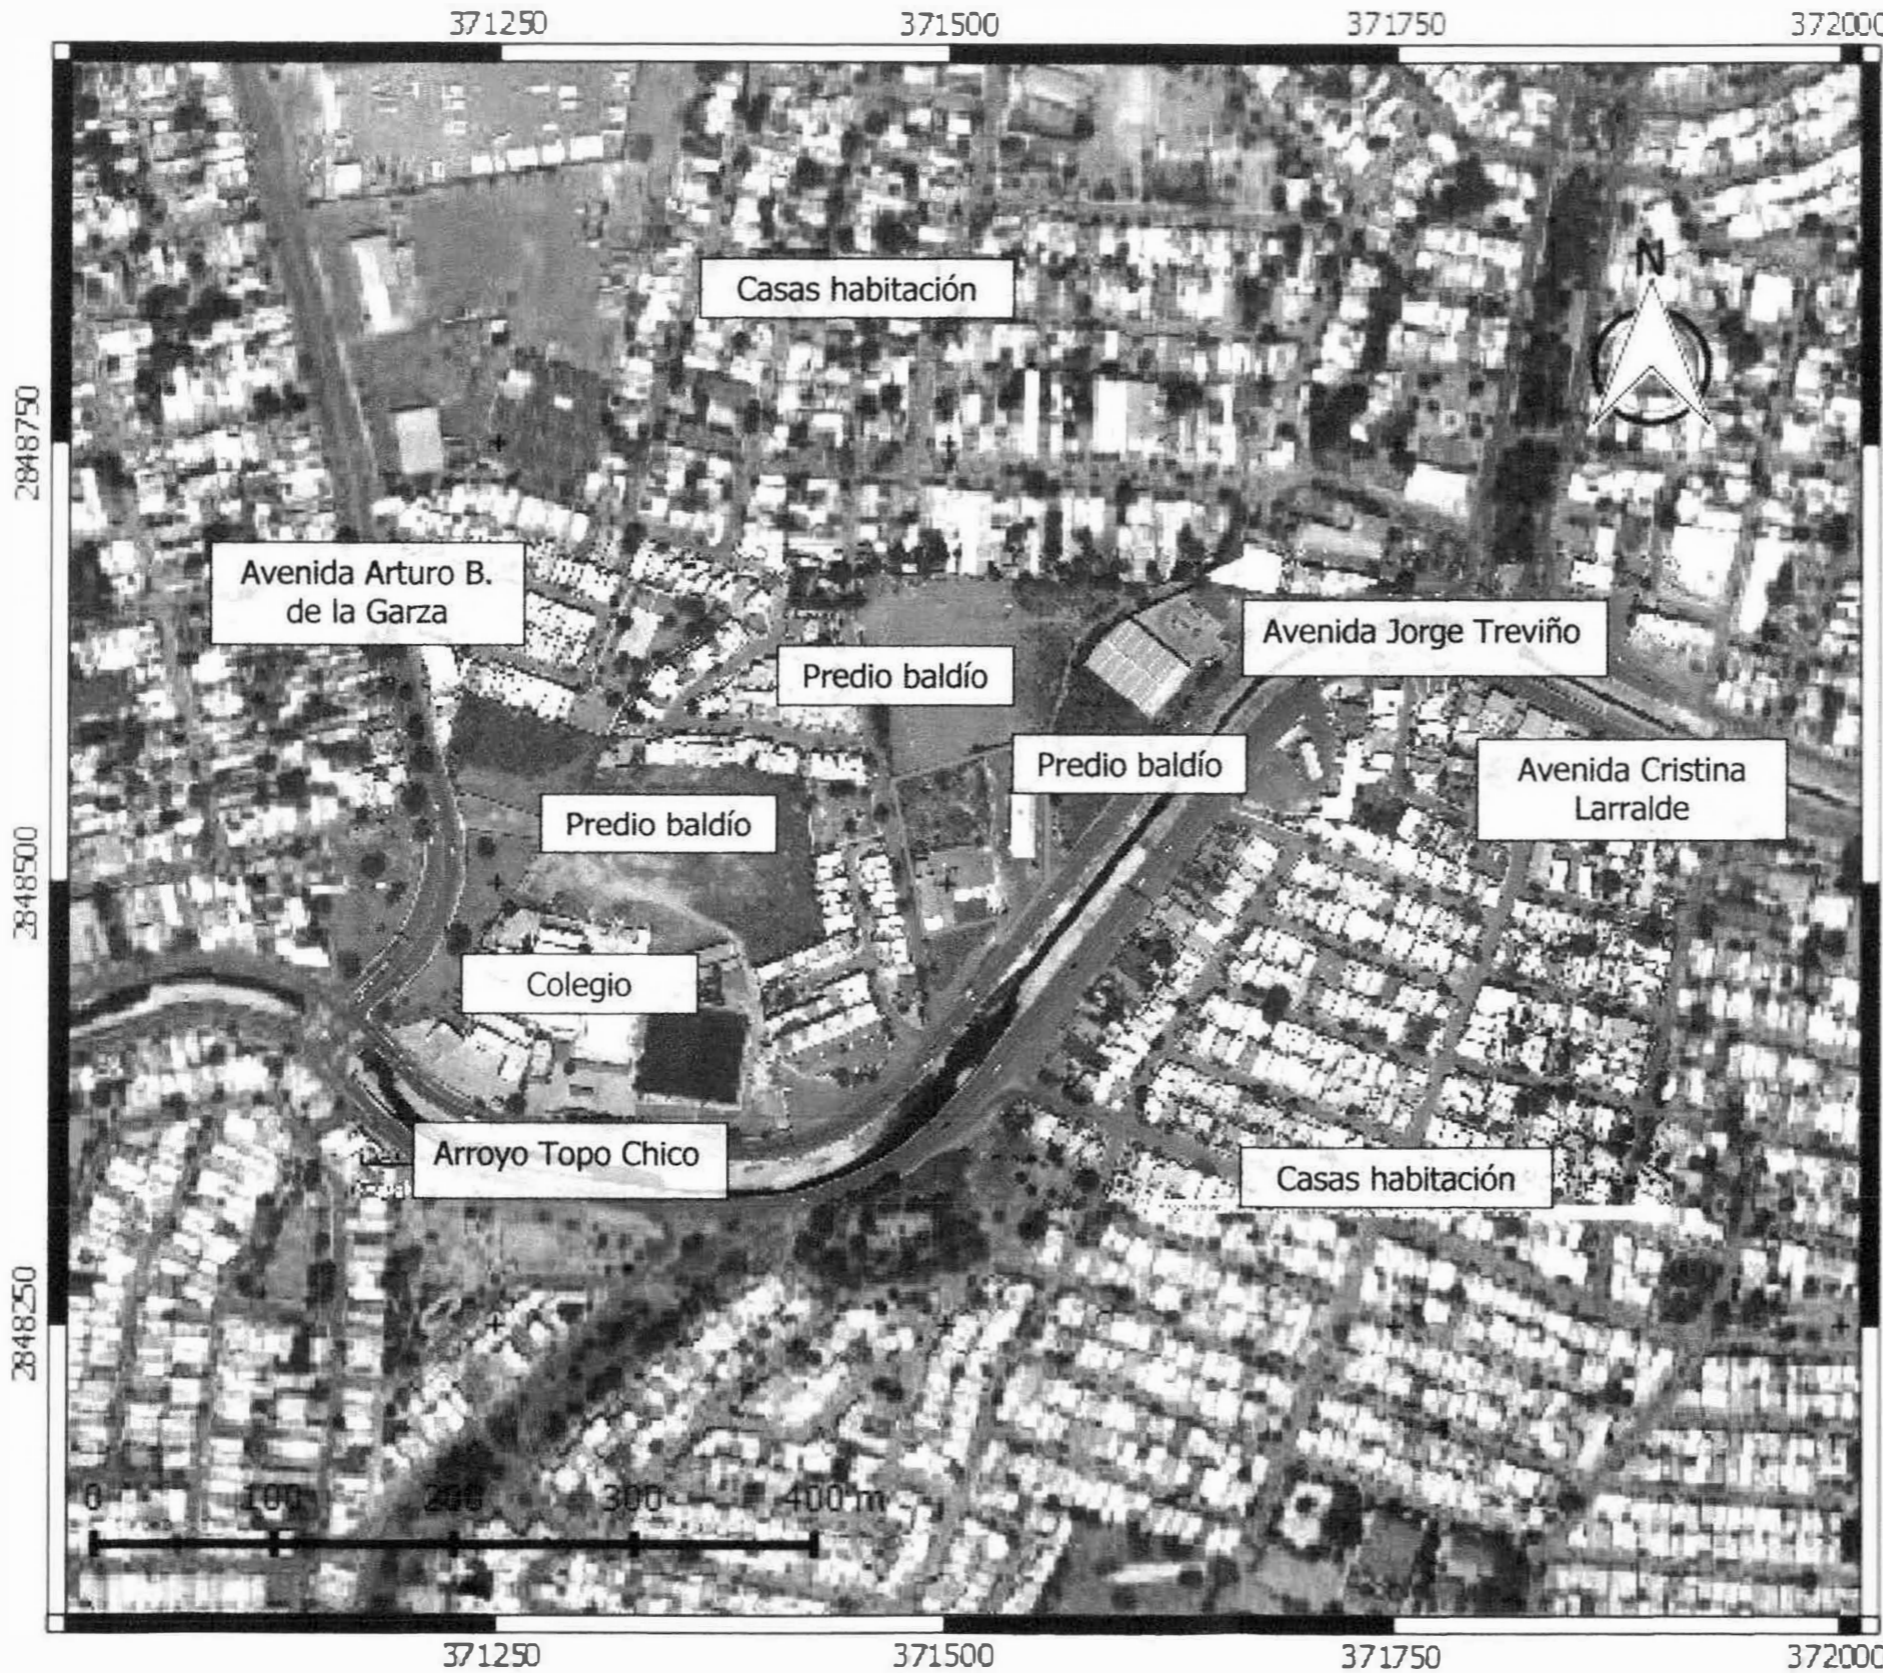 371250
371500
371750
372000
N
Casas habitación
2848750
Avenida Arturo B.
de la Garza
Avenida Jorge Treviño
Predio baldío
Predio baldío
Avenida Cristina
Larralde
Predio baldío
2848500
Colegio
Arroyo Topo Chico
Casas habitación
2848250
0 100 200 300 400 m
371250
371500
371750
372000